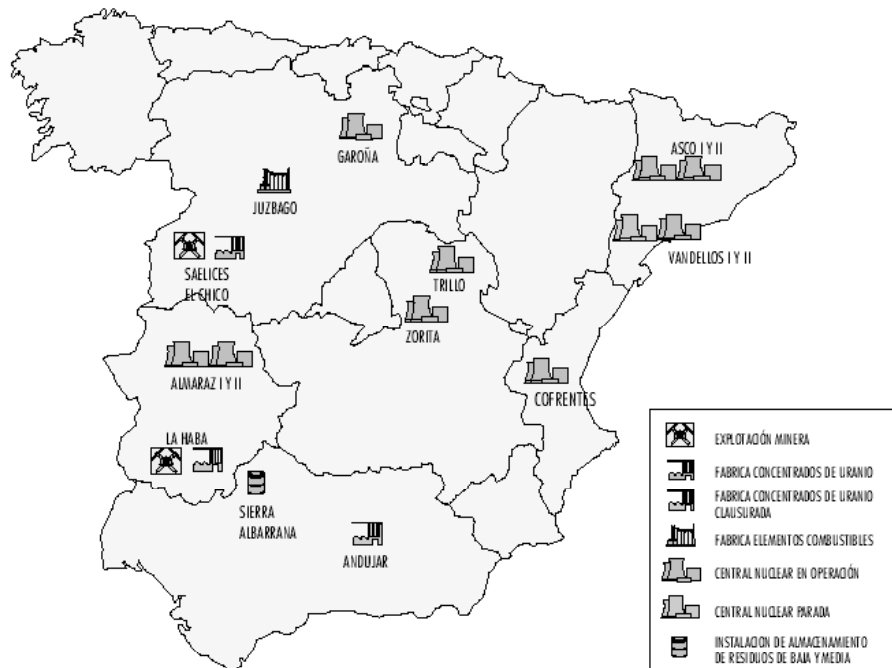 GAROÑA
ASCO I Y II
JUZBAGO
VANDELLOS I Y II
SAELICES
EL CHICO
TRILLO
ZORITA
ALMARAZ I Y II
COFRENTES
LA HABA
SIERRA
ALBARRANA
ANDUJAR
EXPLOTACIÓN MINERA
FABRICA CONCENTRADOS DE URANIO
FABRICA CONCENTRADOS DE URANIO
CLAUSURADA
FABRICA ELEMENTOS COMBUSTIBLES
CENTRAL NUCLEAR EN OPERACIÓN
CENTRAL NUCLEAR PARADA
INSTALACION DE ALMACENAMIENTO
DE RESIDUOS DE BAJA Y MEDIA